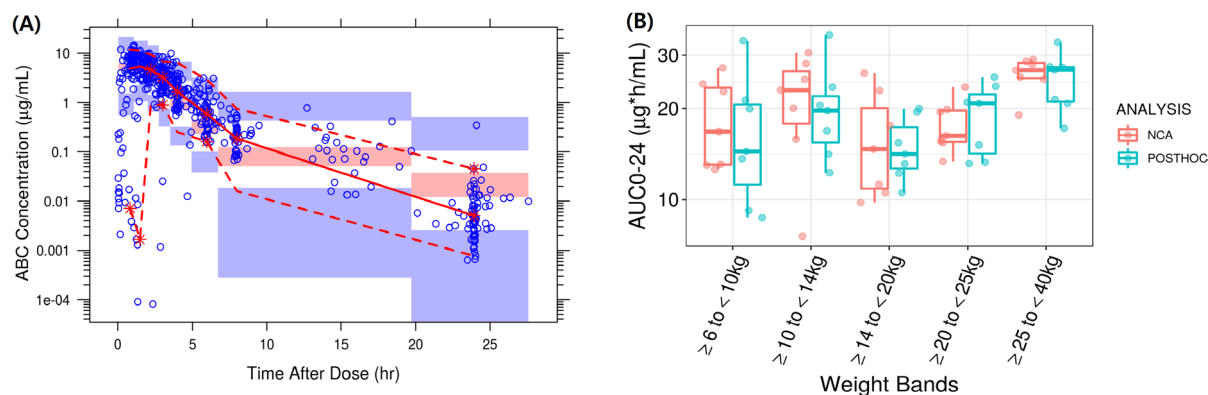 (A)
ABC Concentration (µg/mL)
10
1
0.1
0.01
0.001
1e-04
0 5 10 15 20 25
Time After Dose (hr)
(B)
AUC0-24 (µg*h/mL)
30
20
10
≥ 6 to < 10kg
≥ 10 to < 14kg
≥ 14 to < 20kg
≥ 20 to < 25kg
≥ 25 to < 40kg
Weight Bands
ANALYSIS
NCA
POSTHOC